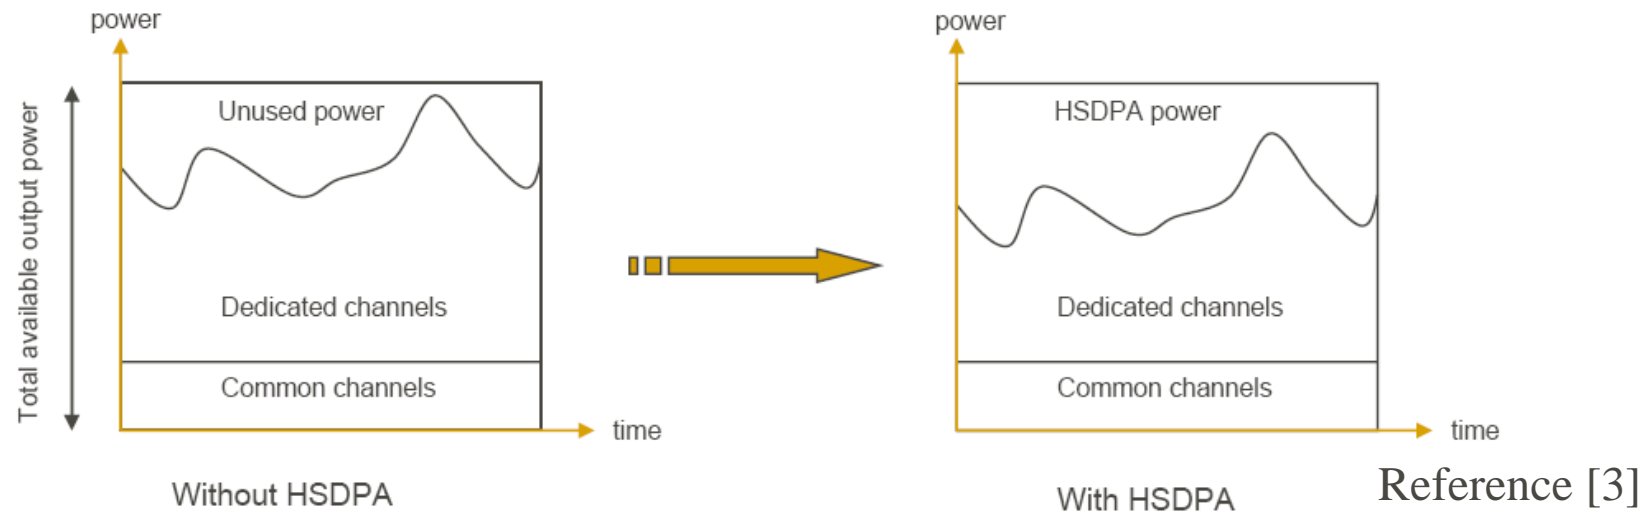 power
Total available output power
Unused power
Dedicated channels
Common channels
time
Without HSDPA
power
HSDPA power
Dedicated channels
Common channels
time
With HSDPA
Reference [3]